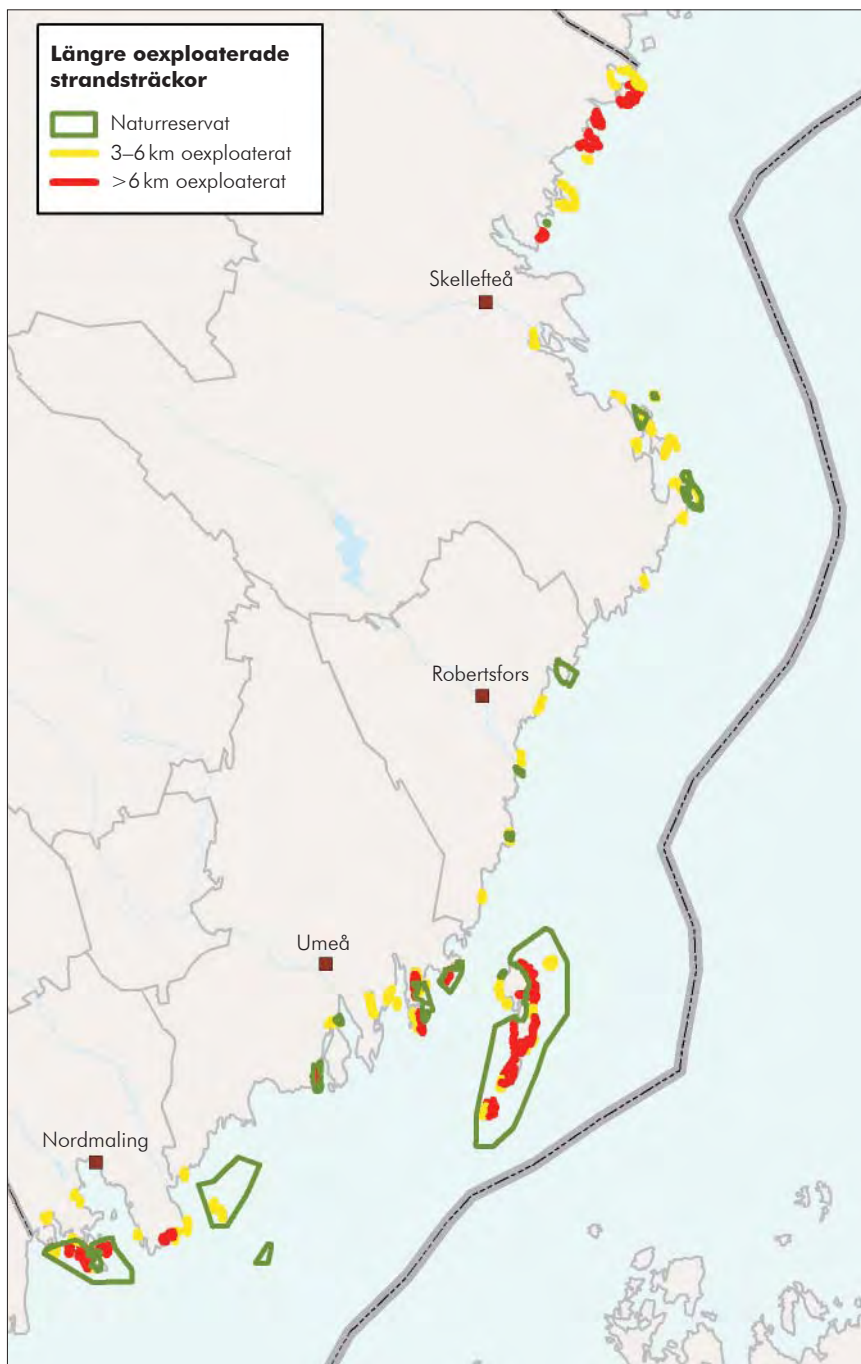 Längre oexploaterade
strandsträckor
Naturreservat
3–6 km oexploaterat
>6 km oexploaterat
Skellefteå
Robertsfors
Umeå
Nordmaling